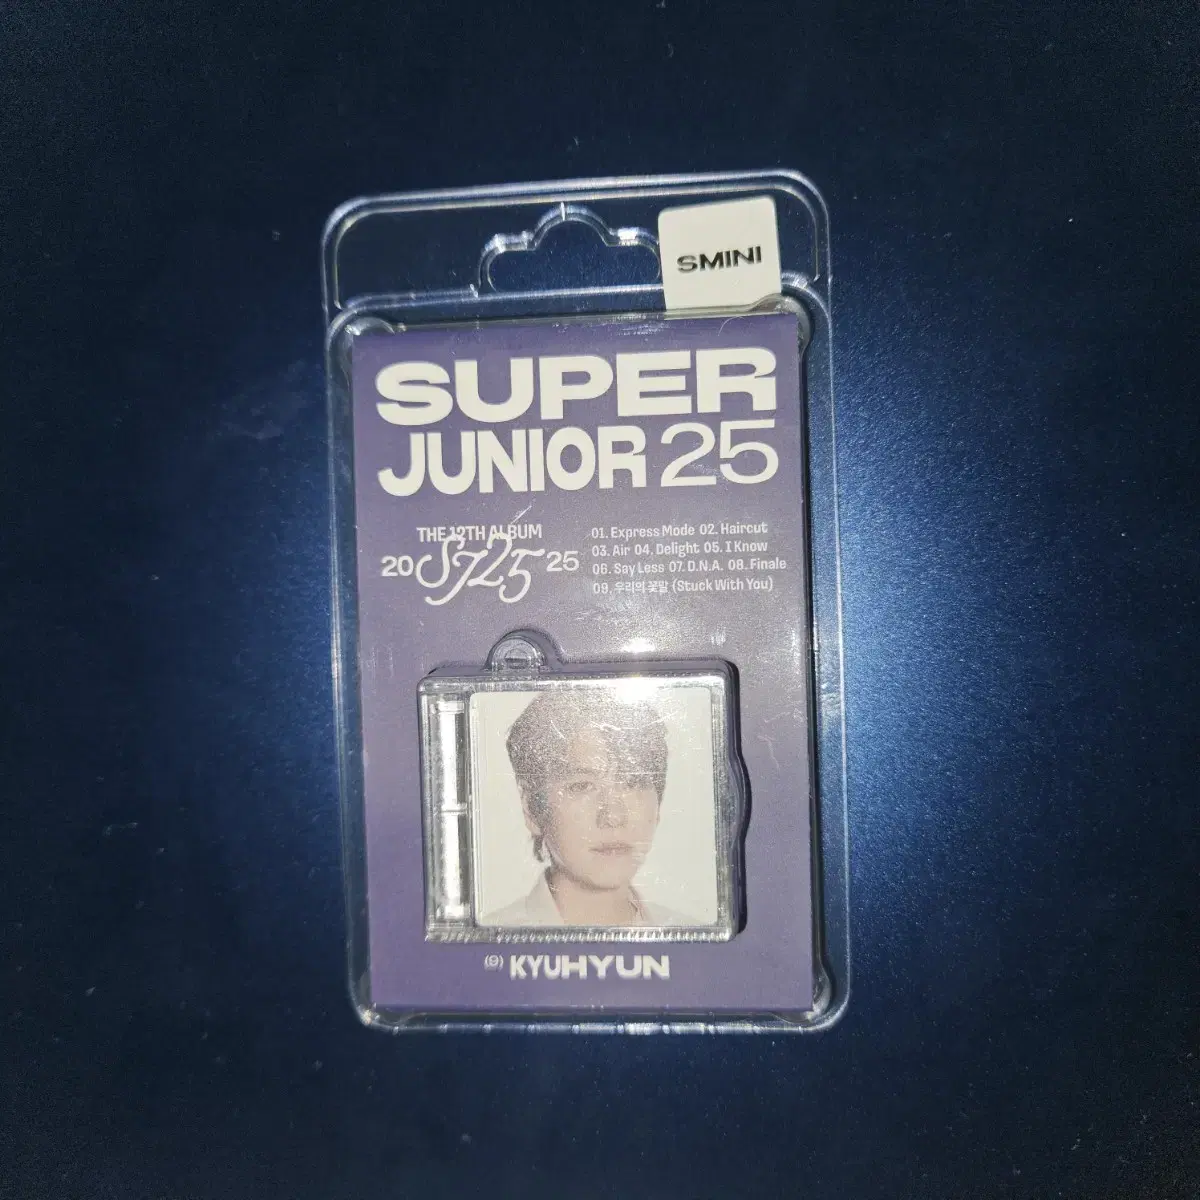 SMINI
SUPER
JUNIOR 25
THE 12TH ALBUM
20 SJ25 25
01. Express Mode 02. Haircut
03. Air 04. Delight 05. I Know
06. Say Less 07. D.N.A. 08. Finale
09. 우리의 꽃말 (Stuck With You)
(9) KYUHYUN